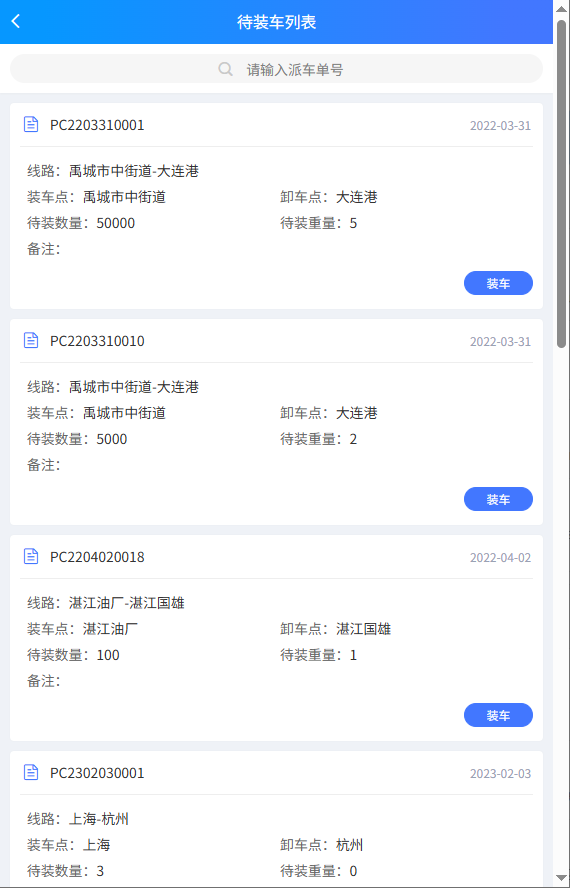 待装车列表
请输入派车单号
PC2203310001 2022-03-31
线路：禹城市中街道-大连港
装车点：禹城市中街道 卸车点：大连港
待装数量：50000 待装重量：5
备注：
装车
PC2203310010 2022-03-31
线路：禹城市中街道-大连港
装车点：禹城市中街道 卸车点：大连港
待装数量：5000 待装重量：2
备注：
装车
PC2204020018 2022-04-02
线路：湛江油厂-湛江国雄
装车点：湛江油厂 卸车点：湛江国雄
待装数量：100 待装重量：1
备注：
装车
PC2302030001 2023-02-03
线路：上海-杭州
装车点：上海 卸车点：杭州
待装数量：3 待装重量：0